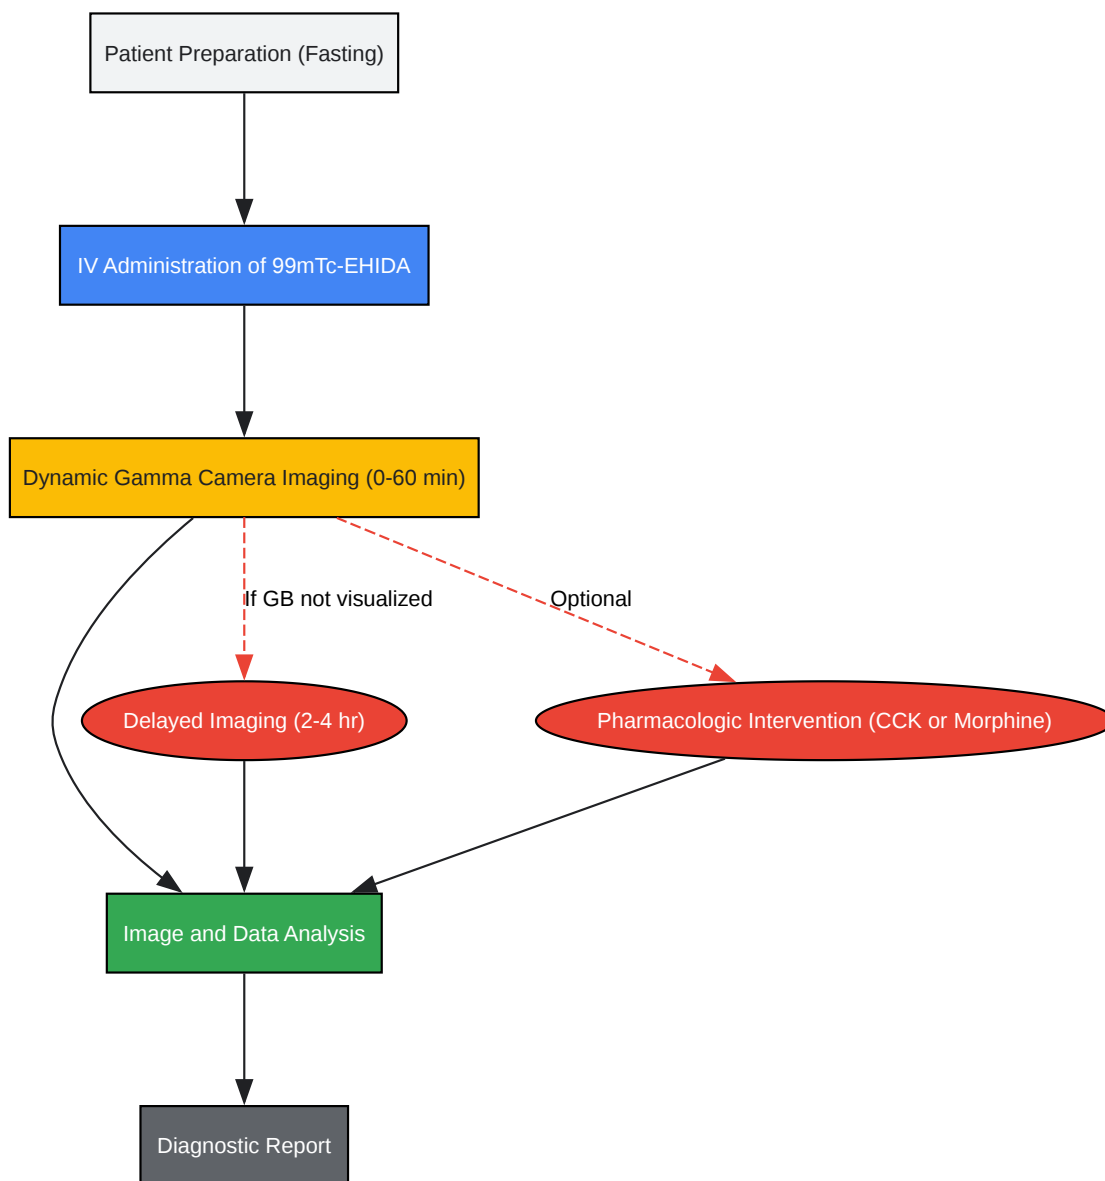 Patient Preparation (Fasting)
IV Administration of 99mTc-EHIDA
Dynamic Gamma Camera Imaging (0-60 min)
If GB not visualized
Optional
Delayed Imaging (2-4 hr)
Pharmacologic Intervention (CCK or Morphine)
Image and Data Analysis
Diagnostic Report